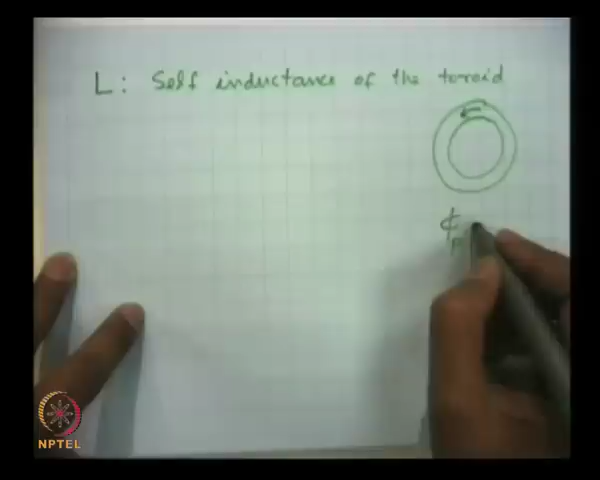 L: Self inductance of the toroid
NPTEL